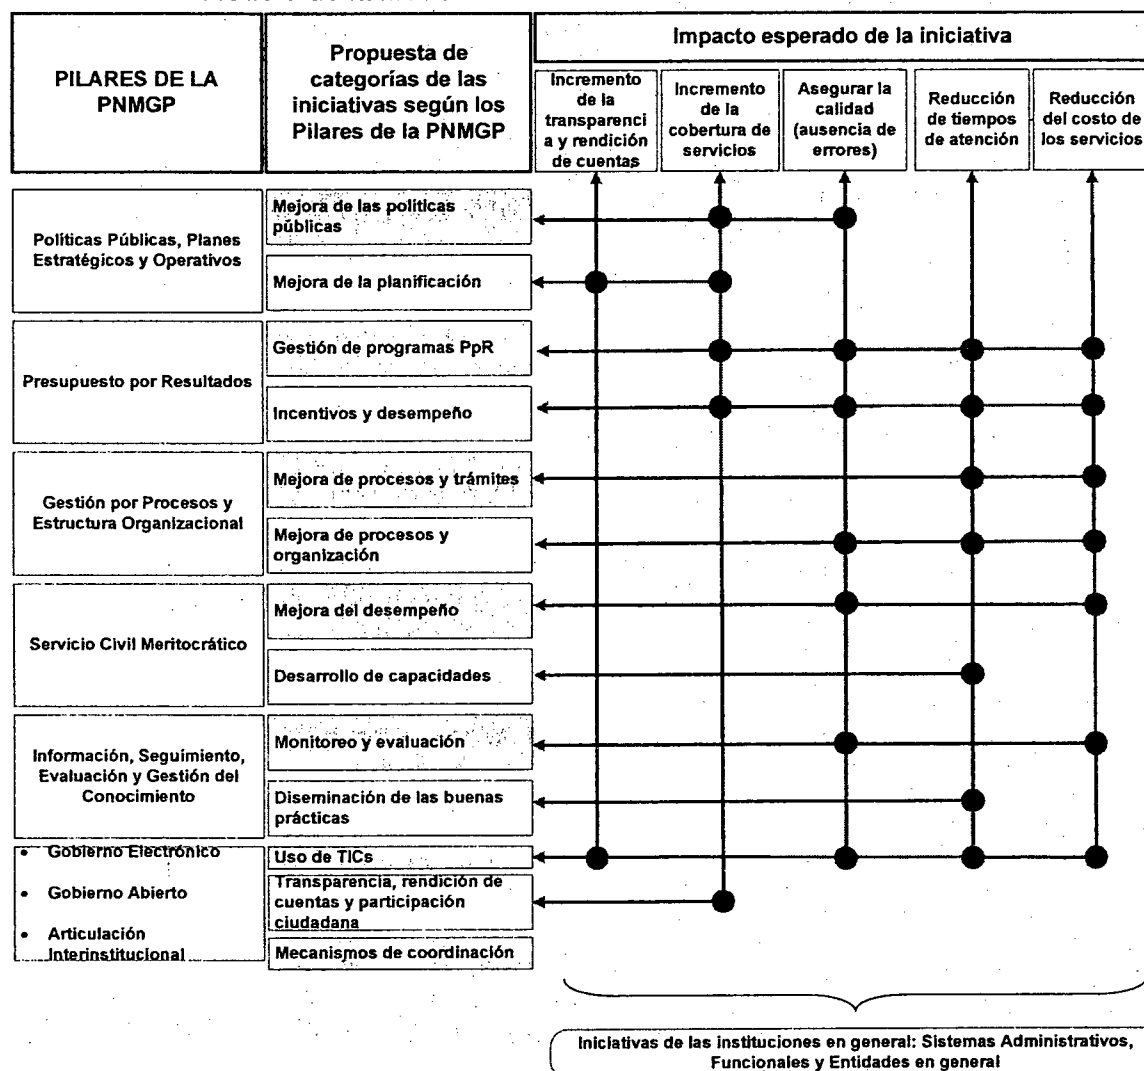 PILARES DE LA
PNMGP
Propuesta de
categorías de las
iniciativas según los
Pilares de la PNMGP
Impacto esperado de la iniciativa
Incremento
de la
transparenci
a y rendición
de cuentas
Incremento
de la
cobertura de
servicios
Asegurar la
calidad
(ausencia de
errores)
Reducción
de tiempos
de atención
Reducción
del costo de
los servicios
Políticas Públicas, Planes
Estratégicos y Operativos
Mejora de las políticas
públicas
Mejora de la planificación
Presupuesto por Resultados
Gestión de programas PpR
Incentivos y desempeño
Gestión por Procesos y
Estructura Organizacional
Mejora de procesos y trámites
Mejora de procesos y
organización
Servicio Civil Meritocrático
Mejora del desempeño
Desarrollo de capacidades
Información, Seguimiento,
Evaluación y Gestión del
Conocimiento
Monitoreo y evaluación
Diseminación de las buenas
prácticas
• Gobierno Electrónico
• Gobierno Abierto
• Articulación
Interinstitucional
Uso de TICs
Transparencia, rendición de
cuentas y participación
ciudadana
Mecanismos de coordinación
Iniciativas de las instituciones en general: Sistemas Administrativos,
Funcionales y Entidades en general